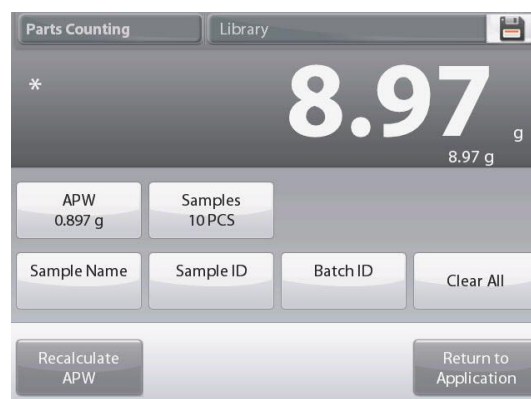 Parts Counting
Library
*
8.97 g
8.97 g
APW
0.897 g
Samples
10 PCS
Sample Name
Sample ID
Batch ID
Clear All
Recalculate
APW
Return to
Application